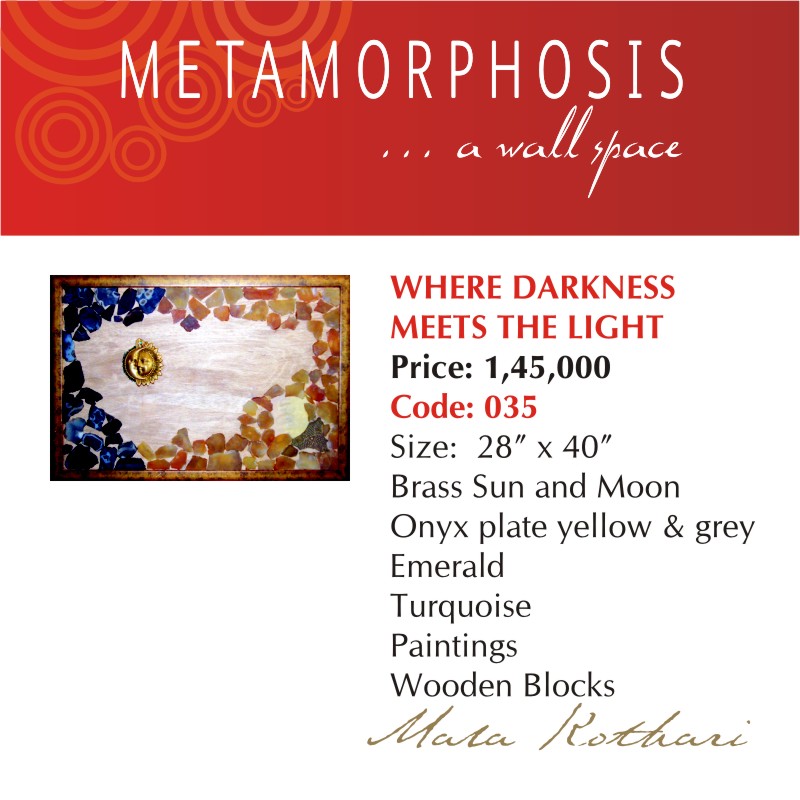 METAMORPHOSIS
... a wall space
WHERE DARKNESS
MEETS THE LIGHT
Price: 1,45,000
Code: 035
Size:  28” x 40”
Brass Sun and Moon
Onyx plate yellow & grey
Emerald
Turquoise
Paintings
Wooden Blocks
Mala Kothari